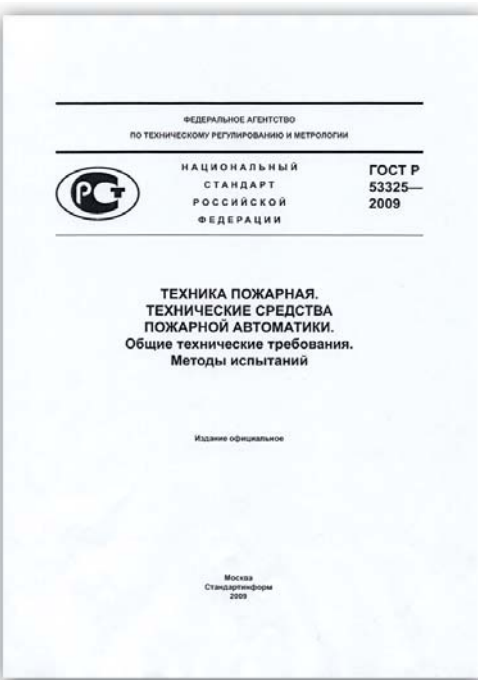 ФЕДЕРАЛЬНОЕ АГЕНТСТВО
ПО ТЕХНИЧЕСКОМУ РЕГУЛИРОВАНИЮ И МЕТРОЛОГИИ
РСТ
НАЦИОНАЛЬНЫЙ
СТАНДАРТ
РОССИЙСКОЙ
ФЕДЕРАЦИИ
ГОСТ Р
53325—
2009
ТЕХНИКА ПОЖАРНАЯ.
ТЕХНИЧЕСКИЕ СРЕДСТВА
ПОЖАРНОЙ АВТОМАТИКИ.
Общие технические требования.
Методы испытаний
Издание официальное
Москва
Стандартинформ
2009